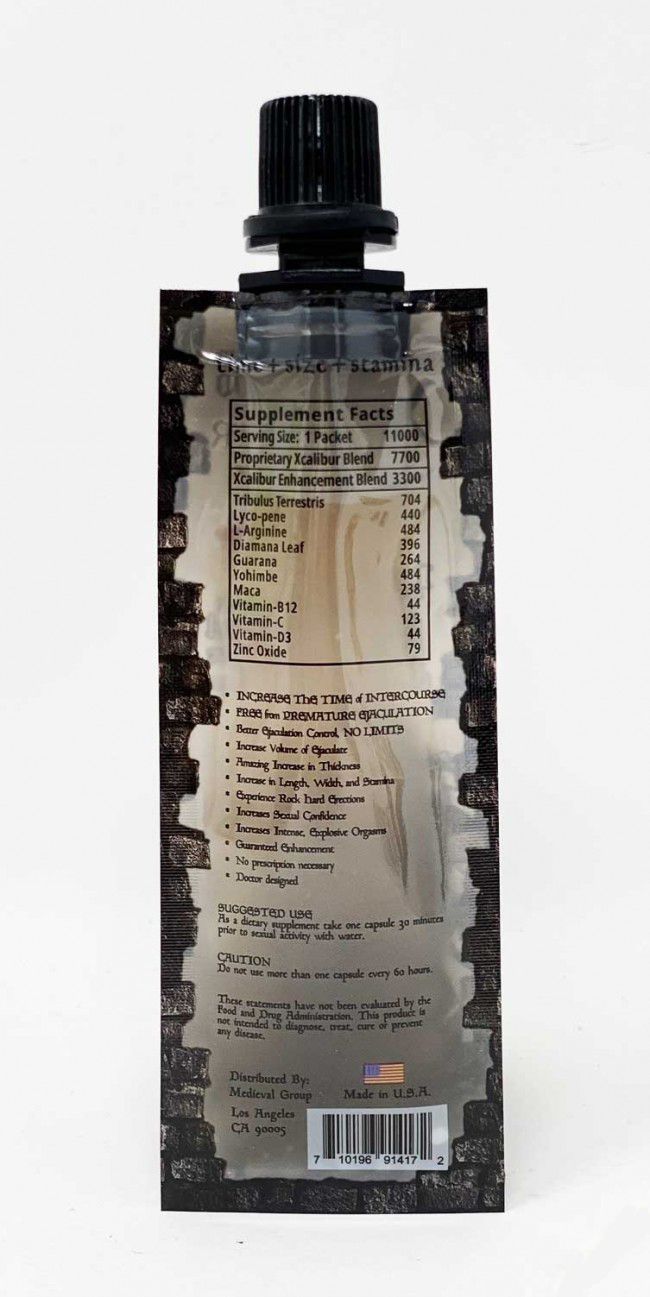 time + size + stamina
Supplement Facts
Serving Size: 1 Packet 11000
Proprietary Xcalibur Blend 7700
Xcalibur Enhancement Blend 3300
Tribulus Terrestris 704
Lyco-pene 440
L-Arginine 484
Diamana Leaf 396
Guarana 264
Yohimbe 484
Maca 238
Vitamin-B12 44
Vitamin-C 123
Vitamin-D3 44
Zinc Oxide 79
• INCREASE The TIME of INTERCOURSE
• FREE from PREMATURE EJACULATION
• Better Ejaculation Control, NO LIMITS
• Increase Volume of Ejaculate
• Amazing Increase in Thickness
• Increase in Length, Width, and Stamina
• Experience Rock Hard Erections
• Increases Sexual Confidence
• Increases Intense, Explosive Orgasms
• Guaranteed Enhancement
• No prescription necessary
• Doctor designed
SUGGESTED USE
As a dietary supplement take one capsule 30 minutes
prior to sexual activity with water.
CAUTION
Do not use more than one capsule every 60 hours.
These statements have not been evaluated by the
Food and Drug Administration. This product is
not intended to diagnose, treat, cure or prevent
any disease.
Distributed By:
Medieval Group
Los Angeles
CA 90005
Made in U.S.A.
7 10196 91417 2